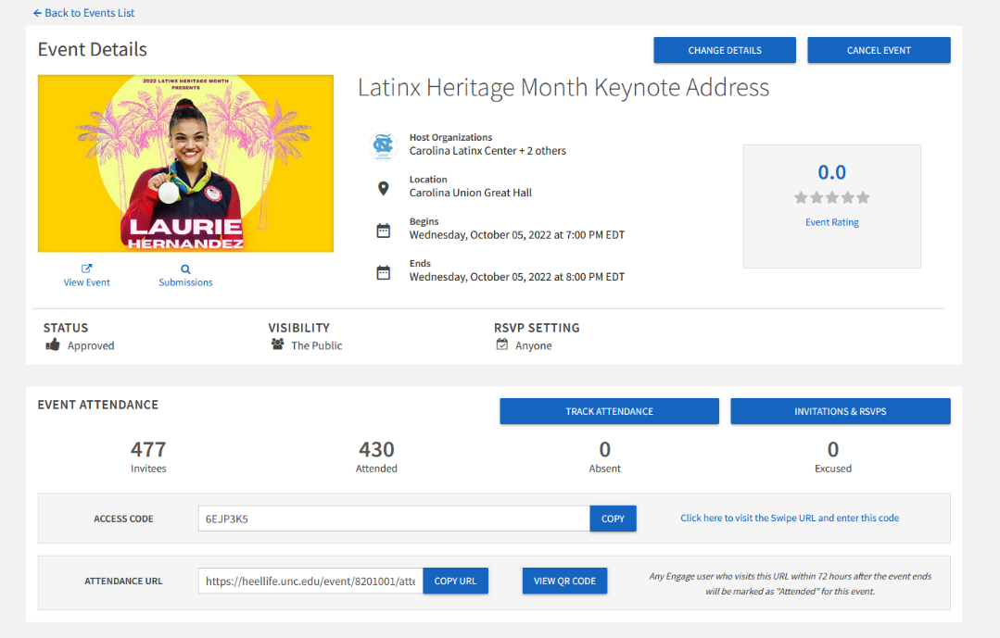 Back to Events List
Event Details
CHANGE DETAILS
CANCEL EVENT
2022 LATINX HERITAGE MONTH
PRESENTS
LAURIE
HERNANDEZ
View Event
Submissions
Latinx Heritage Month Keynote Address
Host Organizations
Carolina Latinx Center + 2 others
Location
Carolina Union Great Hall
Begins
Wednesday, October 05, 2022 at 7:00 PM EDT
Ends
Wednesday, October 05, 2022 at 8:00 PM EDT
0.0
Event Rating
STATUS
Approved
VISIBILITY
The Public
RSVP SETTING
Anyone
EVENT ATTENDANCE
TRACK ATTENDANCE
INVITATIONS & RSVPS
477
Invitees
430
Attended
0
Absent
0
Excused
ACCESS CODE
6EJP3K5
COPY
Click here to visit the Swipe URL and enter this code
ATTENDANCE URL
https://heellife.unc.edu/event/8201001/atte
COPY URL
VIEW QR CODE
Any Engage user who visits this URL within 72 hours after the event ends
will be marked as "Attended" for this event.